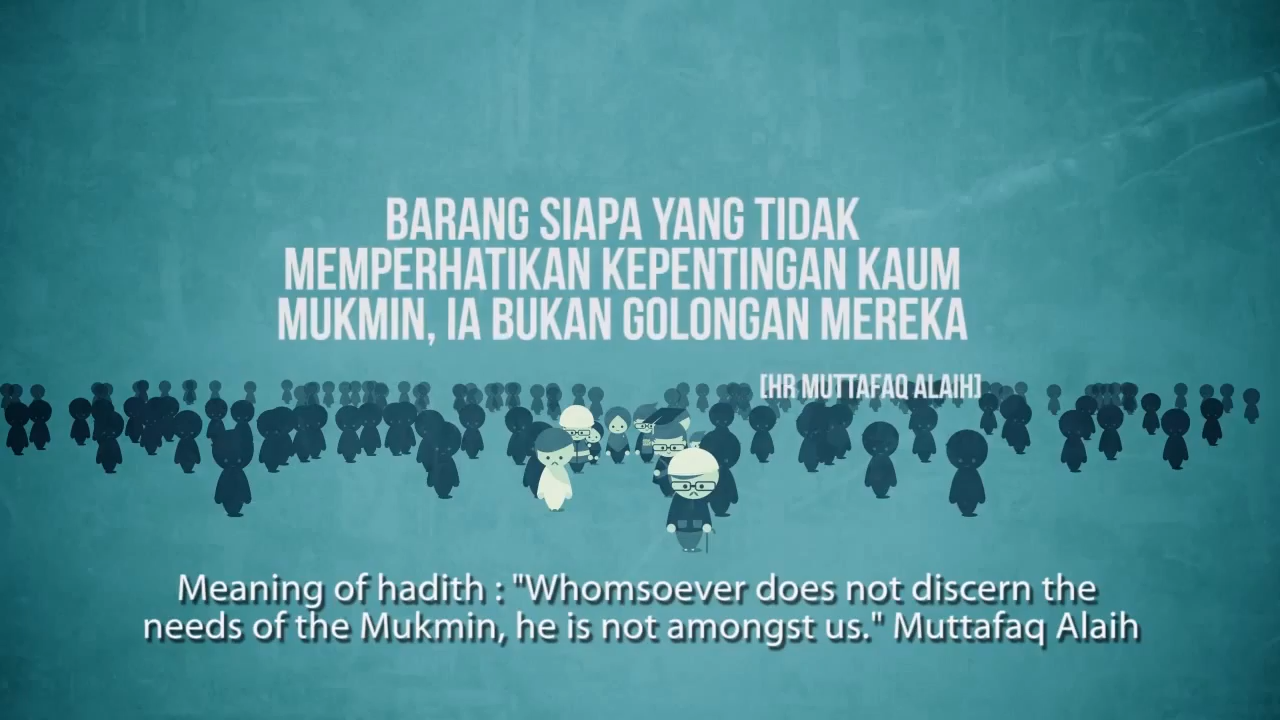 BARANG SIAPA YANG TIDAK
MEMPERHATIKAN KEPENTINGAN KAUM
MUKMIN, IA BUKAN GOLONGAN MEREKA
[HR MUTTAFAQ ALAIH]
Meaning of hadith : "Whomsoever does not discern the
needs of the Mukmin, he is not amongst us." Muttafaq Alaih